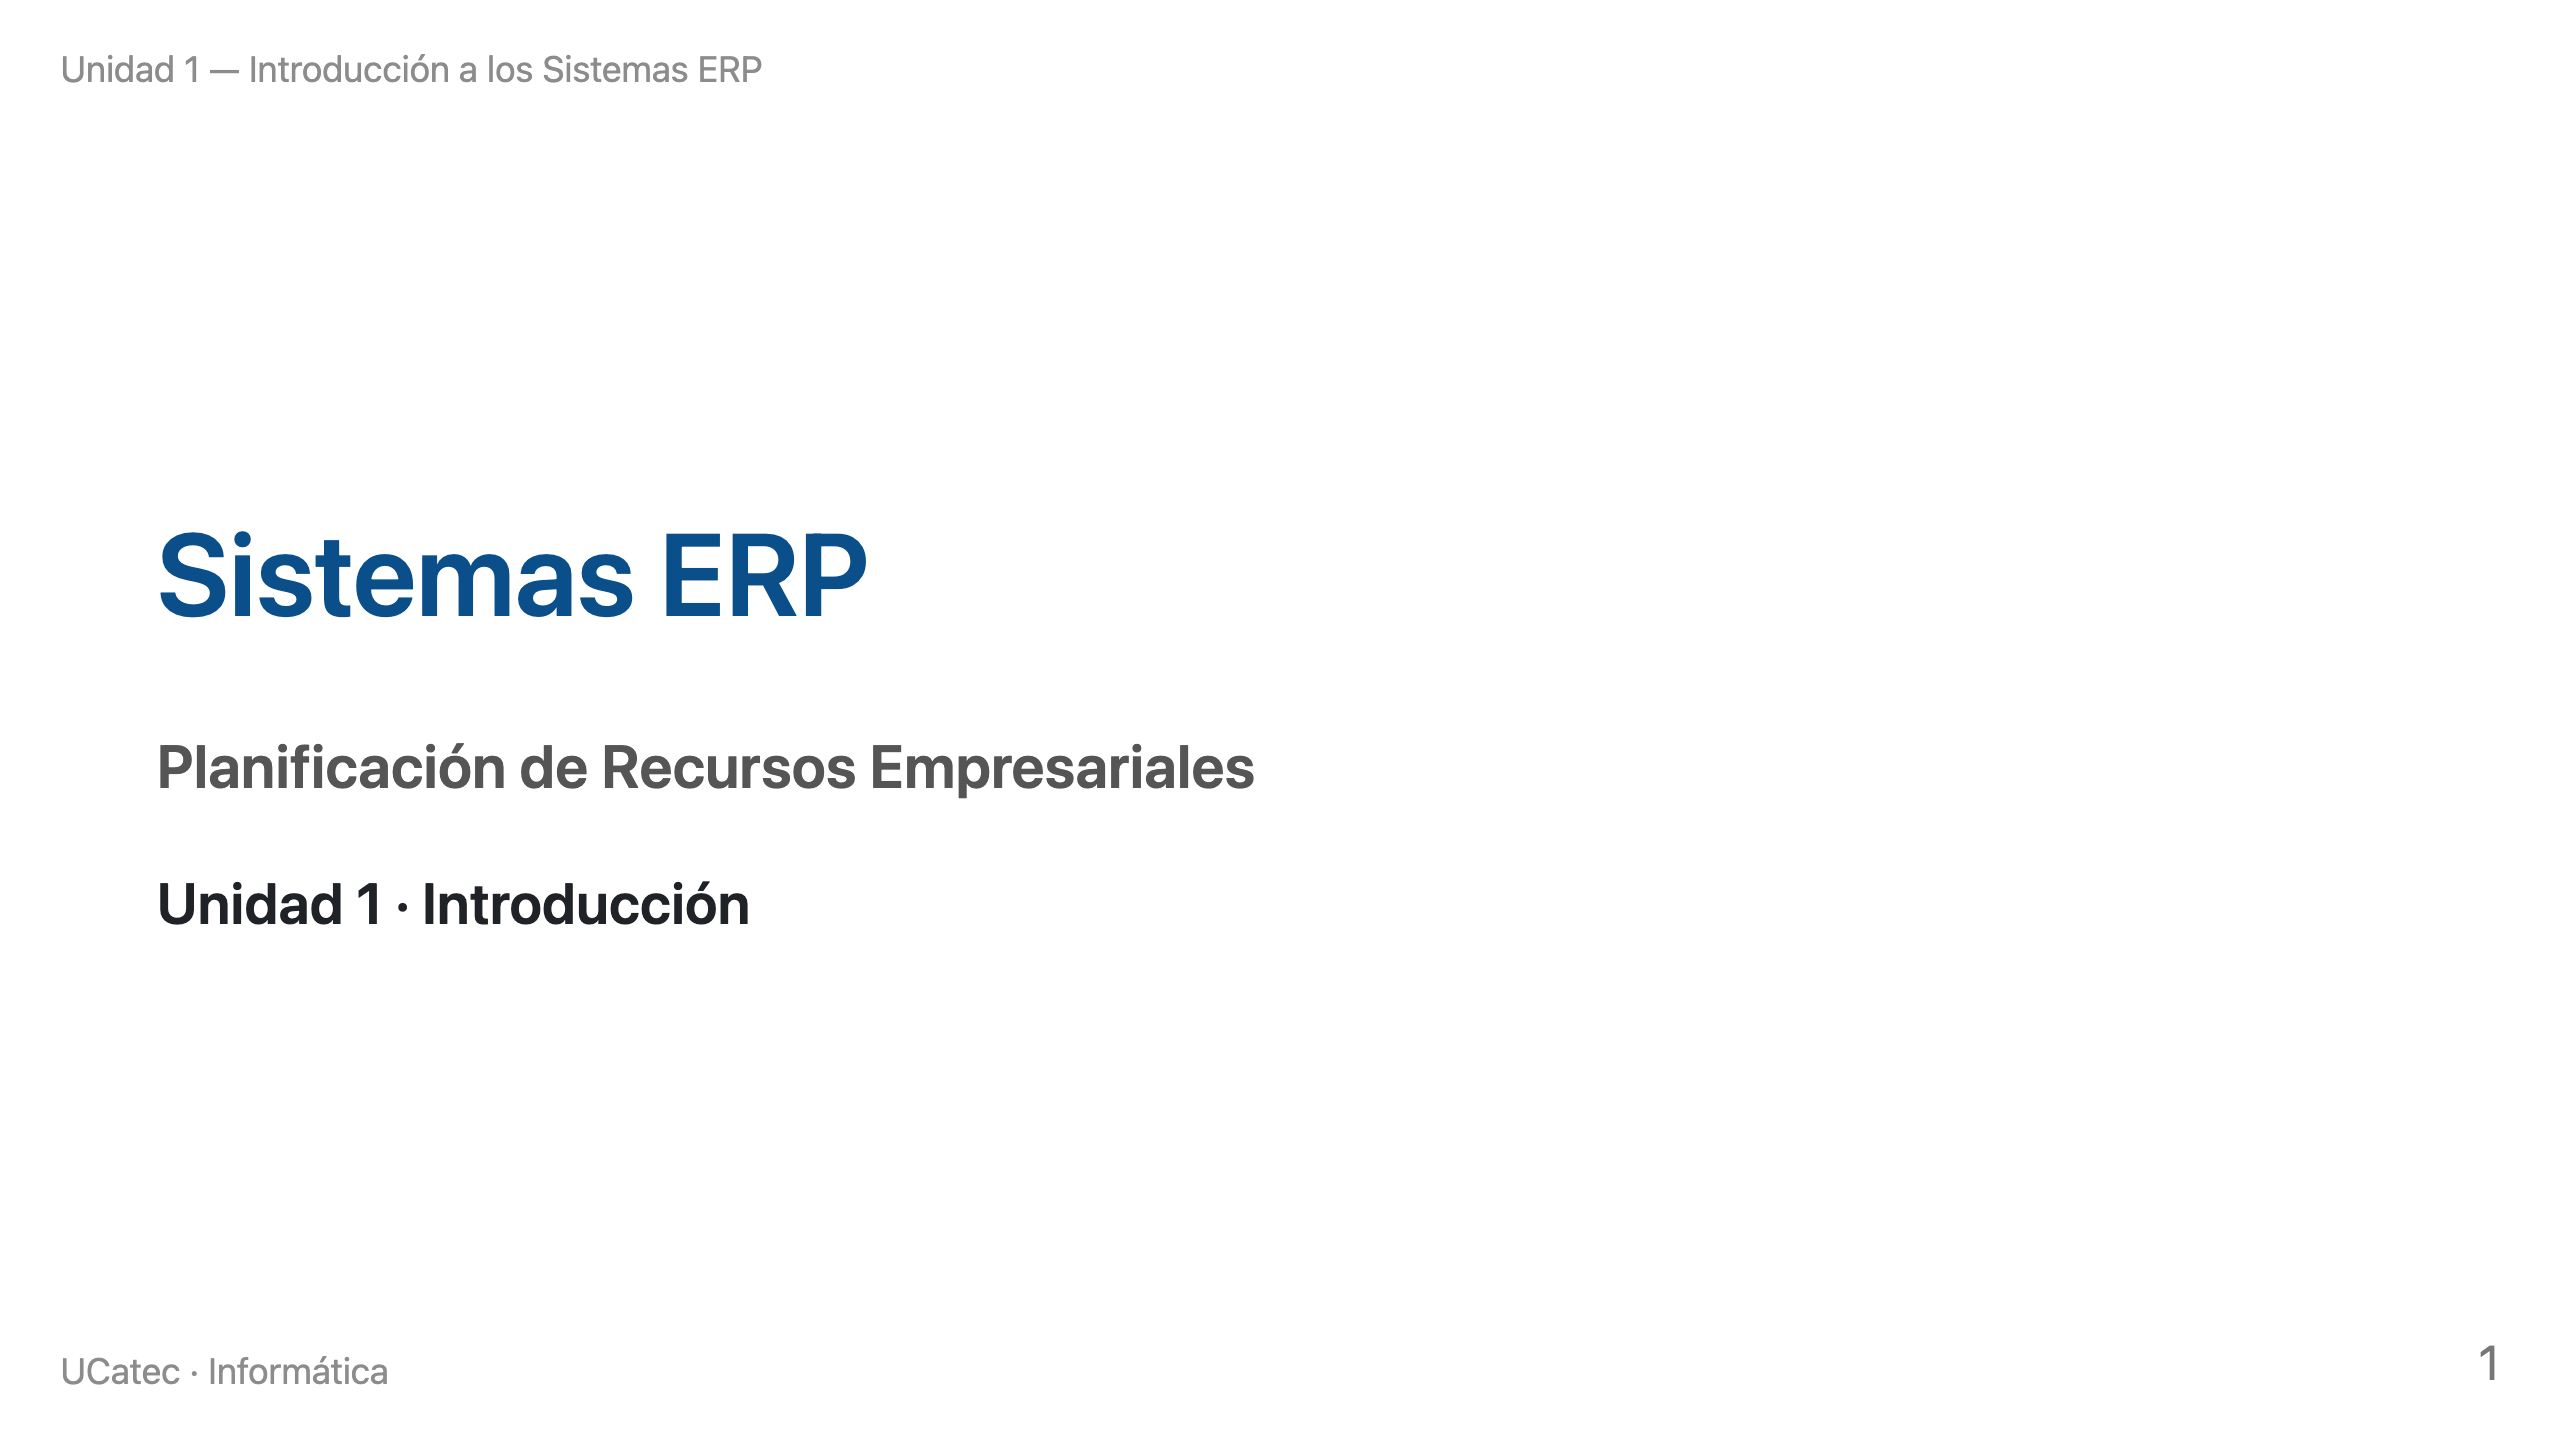 Unidad 1 — Introducción a los Sistemas ERP
Sistemas ERP
Planificación de Recursos Empresariales
Unidad 1 · Introducción
UCatec · Informática
1